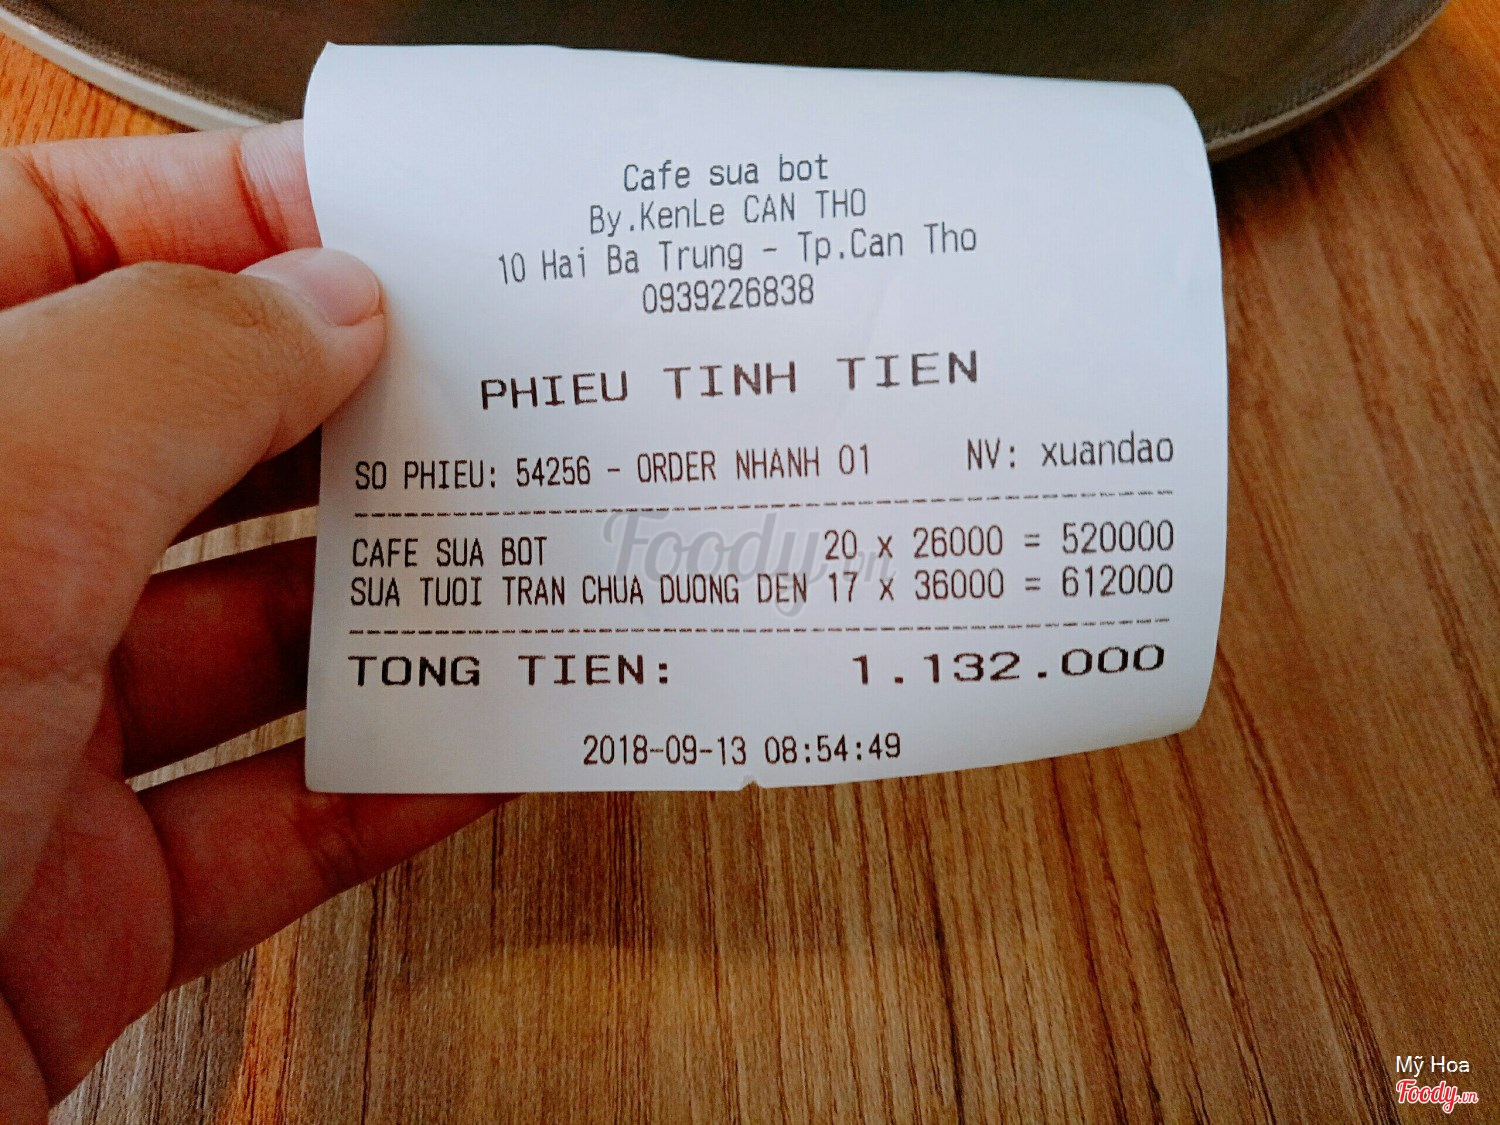 Cafe sua bot
By.KenLe CAN THO
10 Hai Ba Trung - Tp.Can Tho
0939226838
PHIEU TINH TIEN
SO PHIEU: 54256 - ORDER NHANH 01 NV: xuandao
CAFE SUA BOT 20 x 26000 = 520000
SUA TUOI TRAN CHUA DUONG DEN 17 x 36000 = 612000
Foody.vn
TONG TIEN: 1.132.000
2018-09-13 08:54:49
Mỹ Hoa
Foody.vn